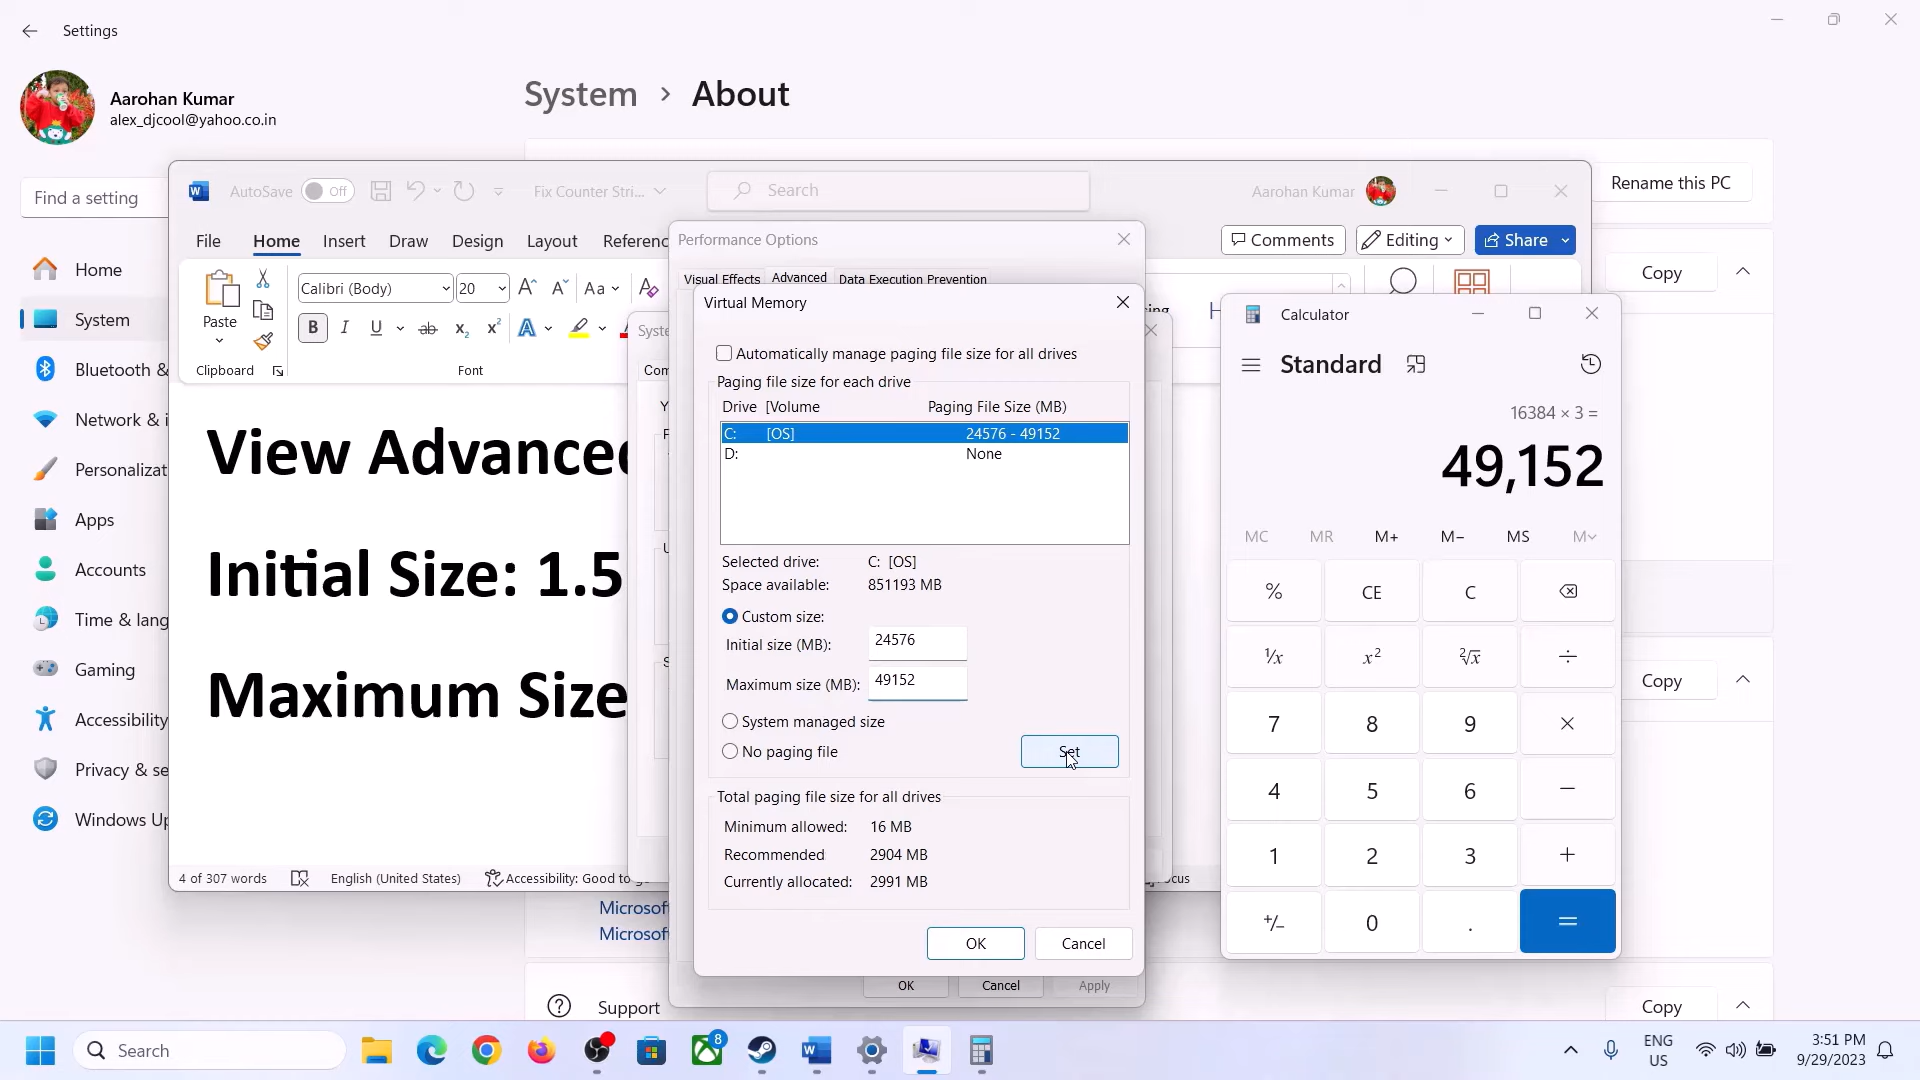 Settings
Aarohan Kumar
alex_djcool@yahoo.co.in
System > About
Find a setting
Home
System
Bluetooth &
Network & i
Personalizat
Apps
Accounts
Time & lang
Gaming
Accessibility
Privacy & se
Windows Up
Rename this PC
Copy
Copy
Copy
Microsof
Microsof
Support
AutoSave Off
Fix Counter Stri...
Search
Aarohan Kumar
File Home Insert Draw Design Layout Referenc
Comments Editing Share
Paste
Calibri (Body) 20
Clipboard
Font
View Advanced
Initial Size: 1.5
Maximum Size
4 of 307 words
English (United States)
Accessibility: Good to
Performance Options
Visual Effects Advanced Data Execution Prevention
Virtual Memory
Automatically manage paging file size for all drives
Paging file size for each drive
Drive [Volume Paging File Size (MB)
C: [OS] 24576 - 49152
D: None
Selected drive: C: [OS]
Space available: 851193 MB
Custom size:
Initial size (MB): 24576
Maximum size (MB): 49152
System managed size
No paging file
Set
Total paging file size for all drives
Minimum allowed: 16 MB
Recommended 2904 MB
Currently allocated: 2991 MB
OK Cancel
OK Cancel Apply
Calculator
Standard
16384 × 3 =
49,152
MC MR M+ M− MS M
% CE C
¹/x x² ²√x ÷
7 8 9 ×
4 5 6 −
1 2 3 +
+/− 0 . =
Search
8
ENG
US
3:51 PM
9/29/2023